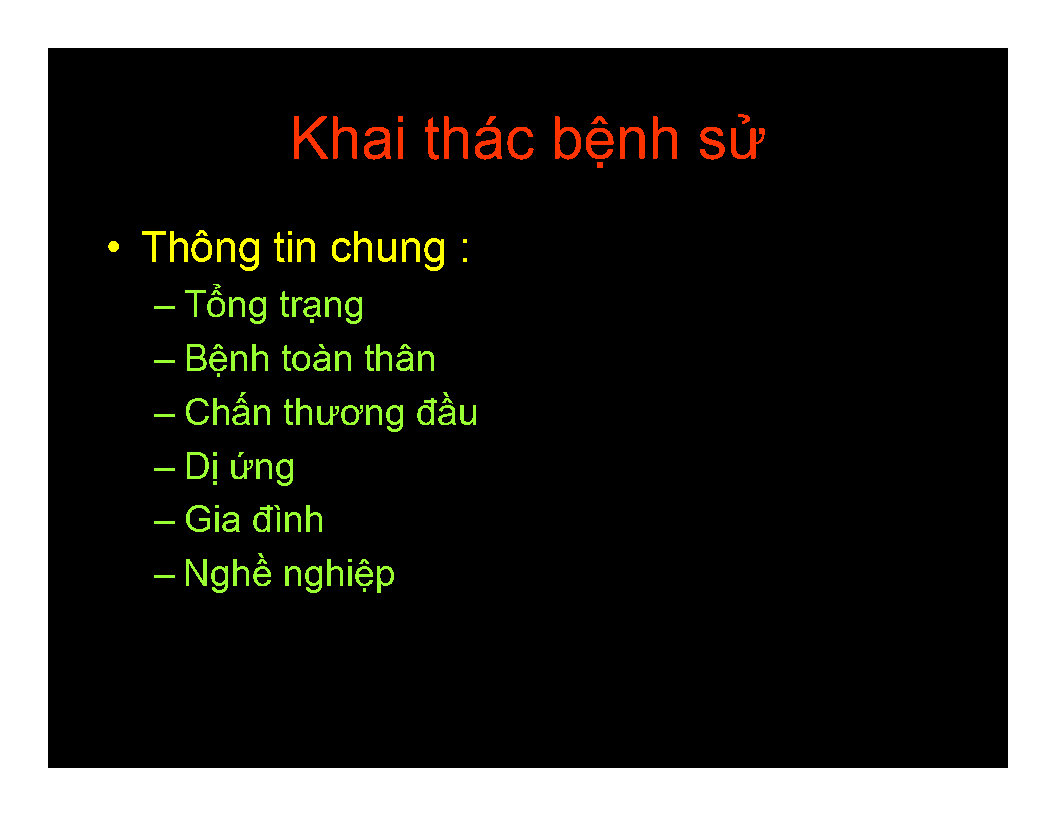 Khai thác bệnh sử
• Thông tin chung :
– Tổng trạng
– Bệnh toàn thân
– Chấn thương đầu
– Dị ứng
– Gia đình
– Nghề nghiệp